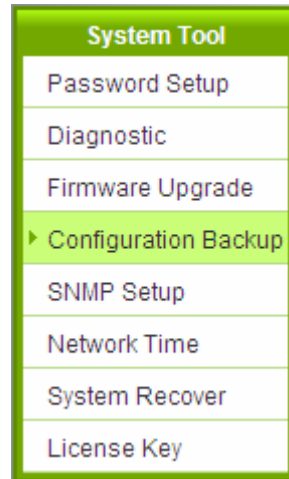 System Tool
Password Setup
Diagnostic
Firmware Upgrade
Configuration Backup
SNMP Setup
Network Time
System Recover
License Key